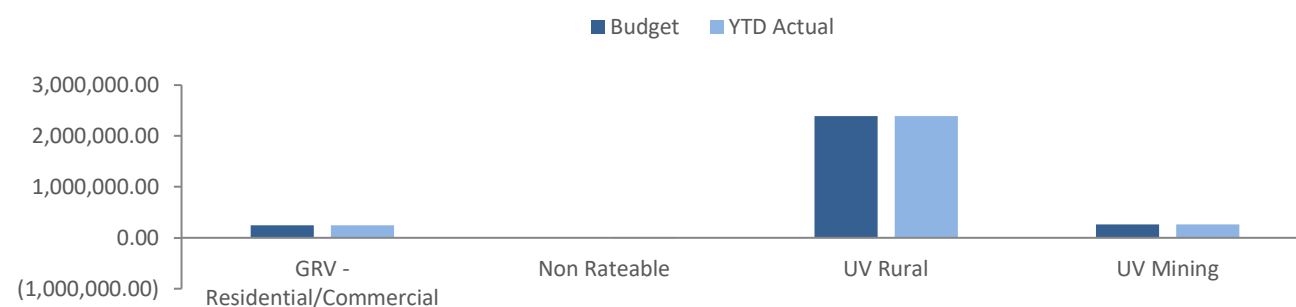 Budget YTD Actual
3,000,000.00
2,000,000.00
1,000,000.00
0.00
(1,000,000.00)
GRV -
Residential/Commercial
Non Rateable
UV Rural
UV Mining